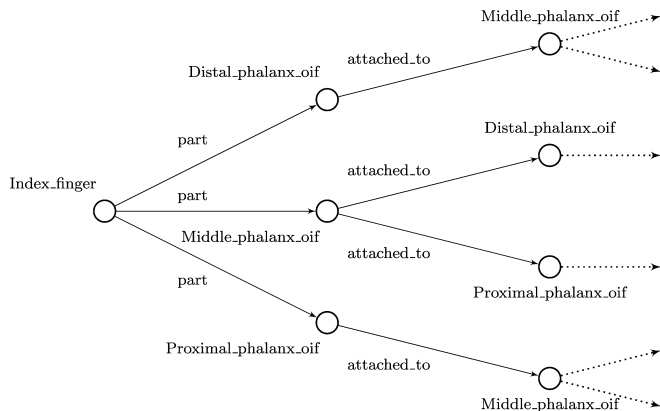 Middle_phalanx_oif
attached_to
Distal_phalanx_oif
part
Distal_phalanx_oif
attached_to
Index_finger
part
Middle_phalanx_oif
attached_to
part
Proximal_phalanx_oif
Proximal_phalanx_oif
attached_to
Middle_phalanx_oif